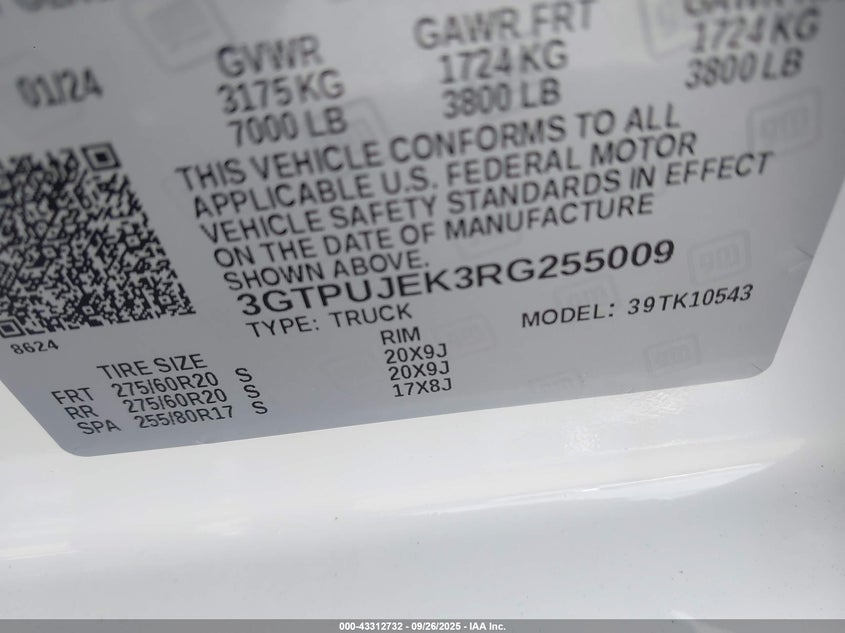 01/24
GVWR
3175 KG
7000 LB
GAWR FRT
1724 KG
3800 LB
1724 KG
3800 LB
THIS VEHICLE CONFORMS TO ALL
APPLICABLE U.S. FEDERAL MOTOR
VEHICLE SAFETY STANDARDS IN EFFECT
ON THE DATE OF MANUFACTURE
SHOWN ABOVE.
3GTPUJEK3RG255009
TYPE: TRUCK
MODEL: 39TK10543
8624
TIRE SIZE RIM
FRT 275/60R20 S 20X9J
RR 275/60R20 S 20X9J
SPA 255/80R17 S 17X8J
gm
gm
000-43312732 - 09/26/2025 - IAA Inc.